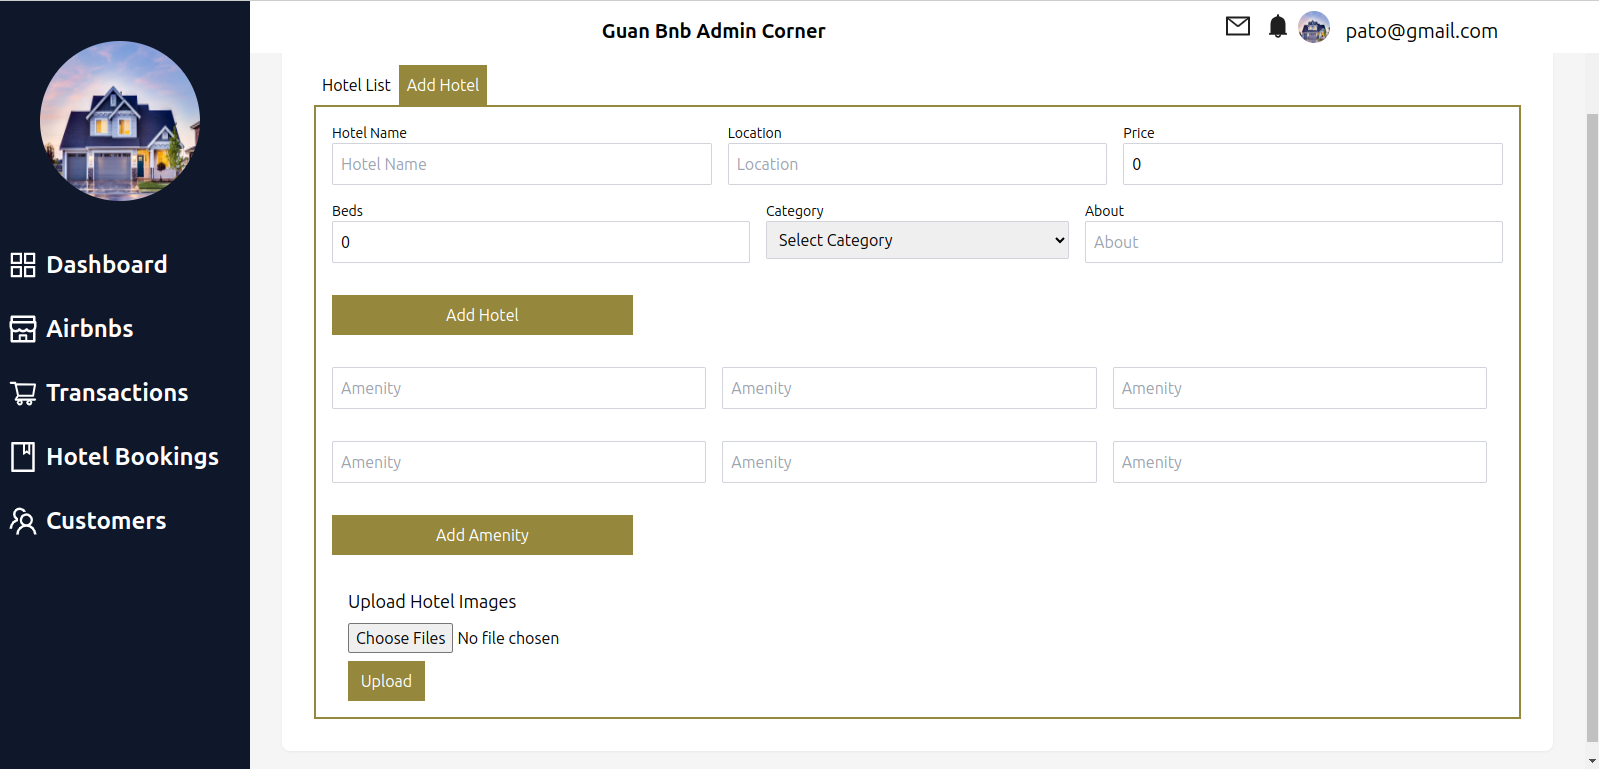 Guan Bnb Admin Corner
pato@gmail.com
Dashboard
Airbnbs
Transactions
Hotel Bookings
Customers
Hotel List Add Hotel
Hotel Name Location Price
Hotel Name Location 0
Beds Category About
0 Select Category About
Add Hotel
Amenity Amenity Amenity
Amenity Amenity Amenity
Add Amenity
Upload Hotel Images
Choose Files No file chosen
Upload